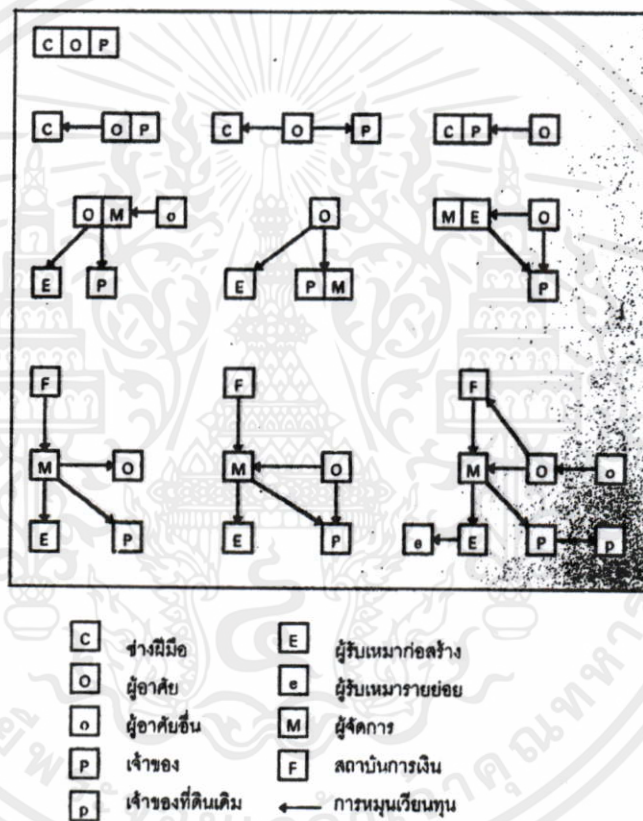 C O P
C O P C O P C P O
O M o O M E O
E P E P M P
F F F
M O M O M O o
E P E P e E P p
C ช่างฝีมือ E ผู้รับเหมาก่อสร้าง
O ผู้อาศัย e ผู้รับเหมารายย่อย
o ผู้อาศัยอื่น M ผู้จัดการ
P เจ้าของ F สถาบันการเงิน
p เจ้าของที่ดินเดิม ← การหมุนเวียนทุน